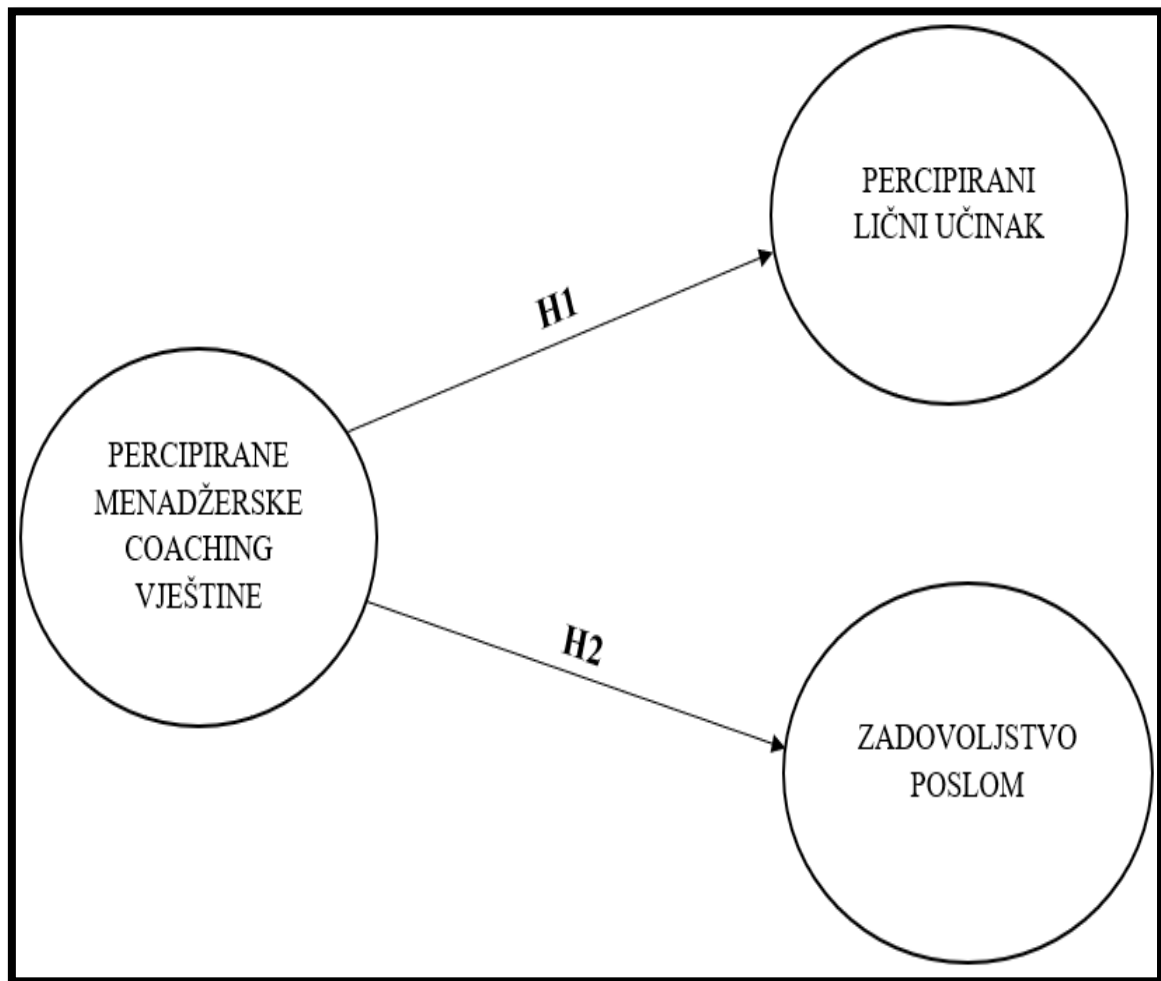 PERCIPIRANI
LIČNI UČINAK
H1
PERCIPIRANE
MENADŽERSKE
COACHING
VJEŠTINE
H2
ZADOVOLJSTVO
POSLOM